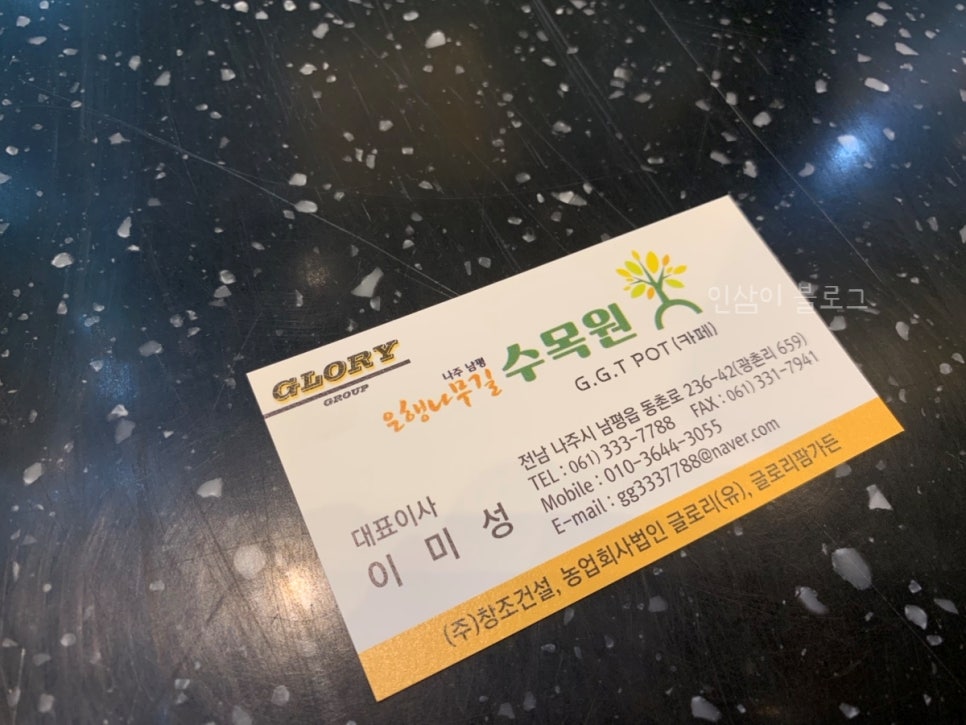 GLORY
GROUP
나주 남평
은행나무길 수목원
G.G.T POT(카페)
전남 나주시 남평읍 동촌로 236-42(광촌리 659)
TEL : 061) 333-7788 FAX : 061) 331-7941
Mobile : 010-3644-3055
E-mail : gg3337788@naver.com
대표이사
이 미 성
(주)창조건설, 농업회사법인 글로리(유), 글로리팜가든
인삼이 블로그